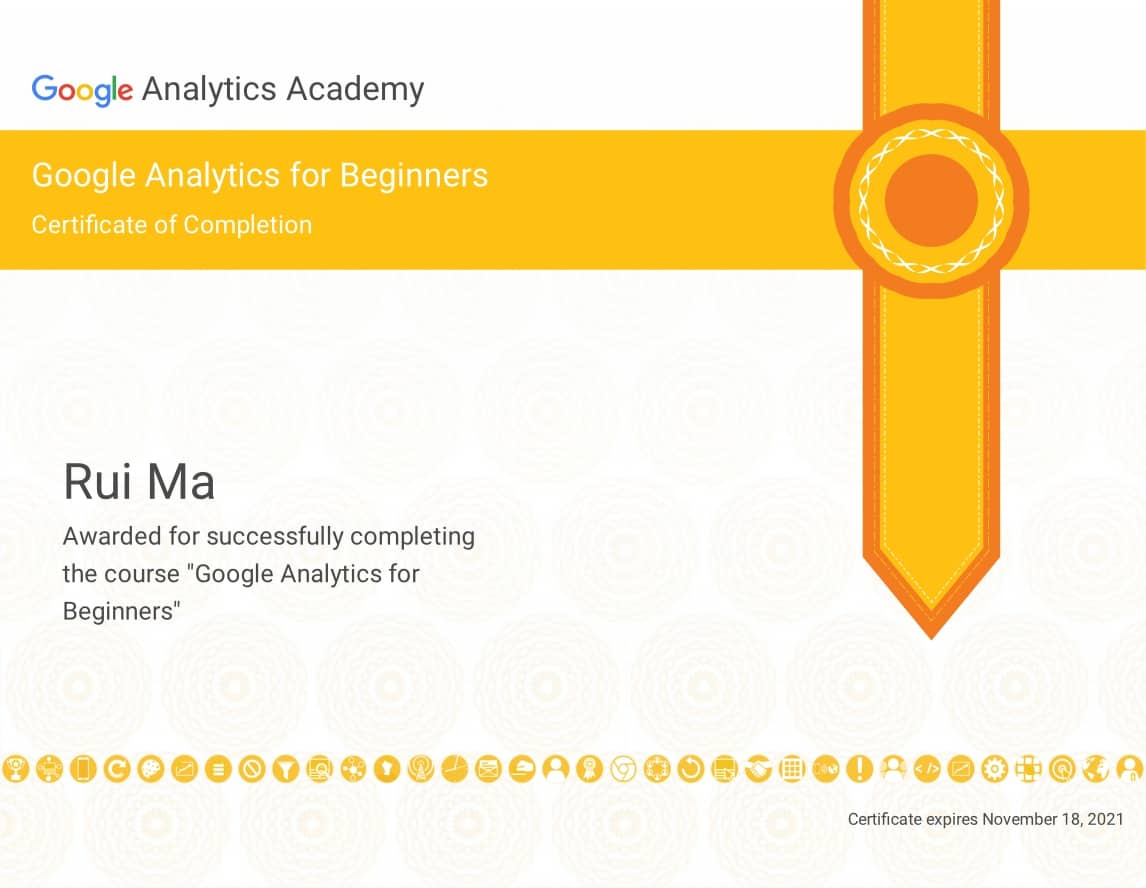 Google Analytics Academy
Google Analytics for Beginners
Certificate of Completion
Rui Ma
Awarded for successfully completing
the course "Google Analytics for
Beginners"
Certificate expires November 18, 2021